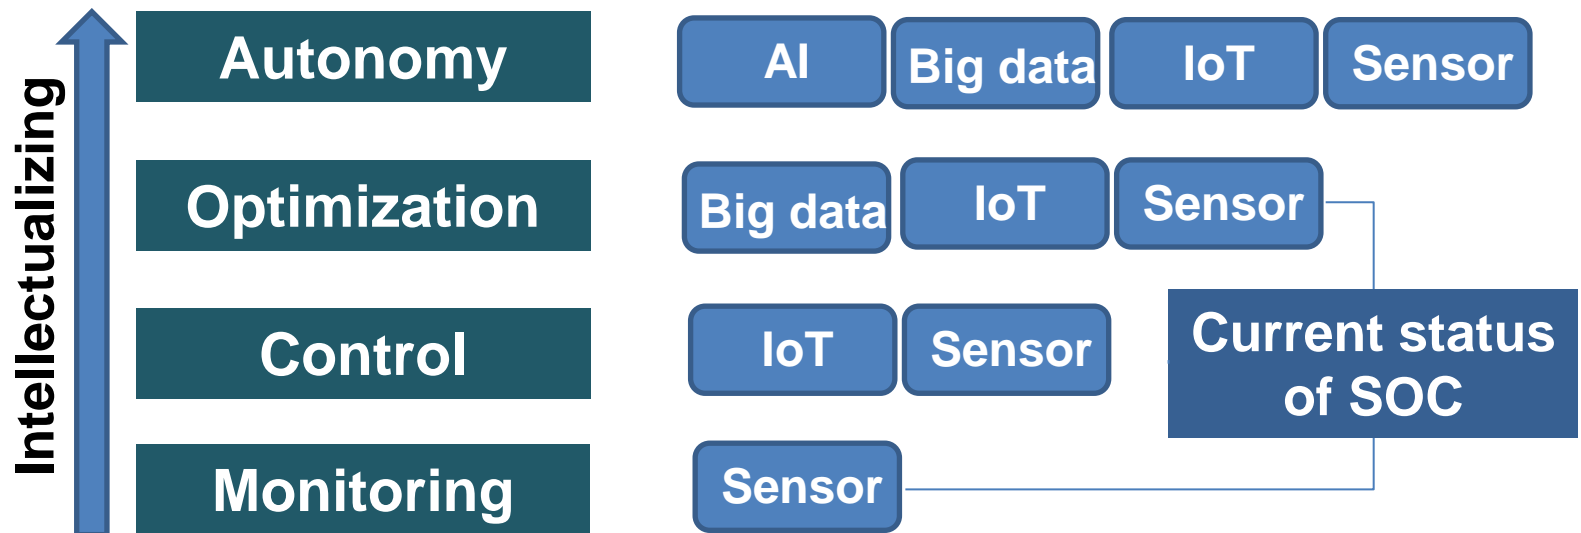 Intellectualizing
Autonomy
AI
Big data
IoT
Sensor
Optimization
Big data
IoT
Sensor
Control
IoT
Sensor
Current status
of SOC
Monitoring
Sensor